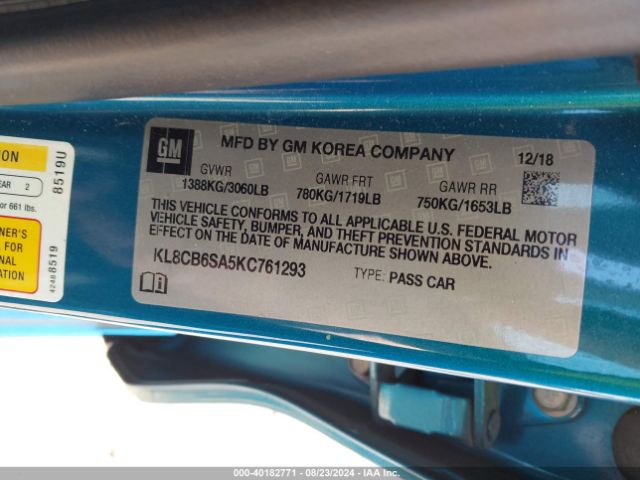 ION
EAR 2
or 661 lbs.
NER'S
FOR
NAL
ATION
8519U
42488519
GM
MFD BY GM KOREA COMPANY
12/18
GVWR
GAWR FRT
GAWR RR
1388KG/3060LB
780KG/1719LB
750KG/1653LB
THIS VEHICLE CONFORMS TO ALL APPLICABLE U.S. FEDERAL MOTOR
VEHICLE SAFETY, BUMPER, AND THEFT PREVENTION STANDARDS IN
EFFECT ON THE DATE OF MANUFACTURE SHOWN ABOVE.
KL8CB6SA5KC761293
TYPE: PASS CAR
000-40182771 - 08/23/2024 - IAA Inc.